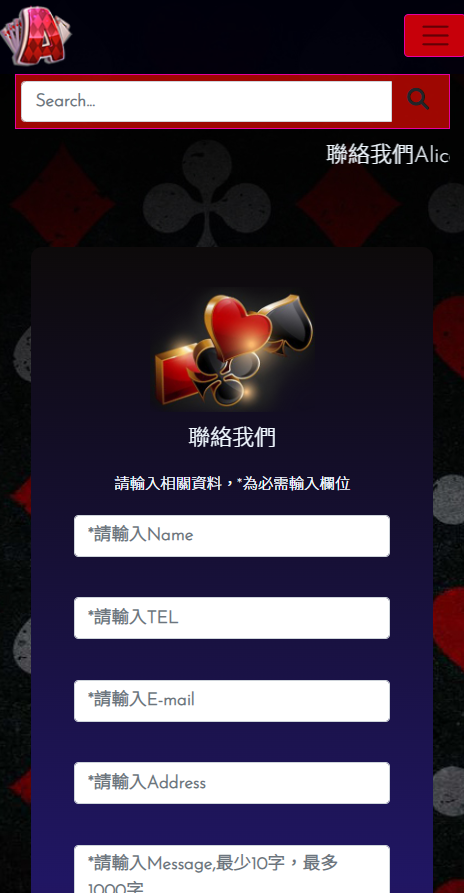 A
Search...
聯絡我們Alic
聯絡我們
請輸入相關資料，*為必需輸入欄位
*請輸入Name
*請輸入TEL
*請輸入E-mail
*請輸入Address
*請輸入Message,最少10字，最多
1000字